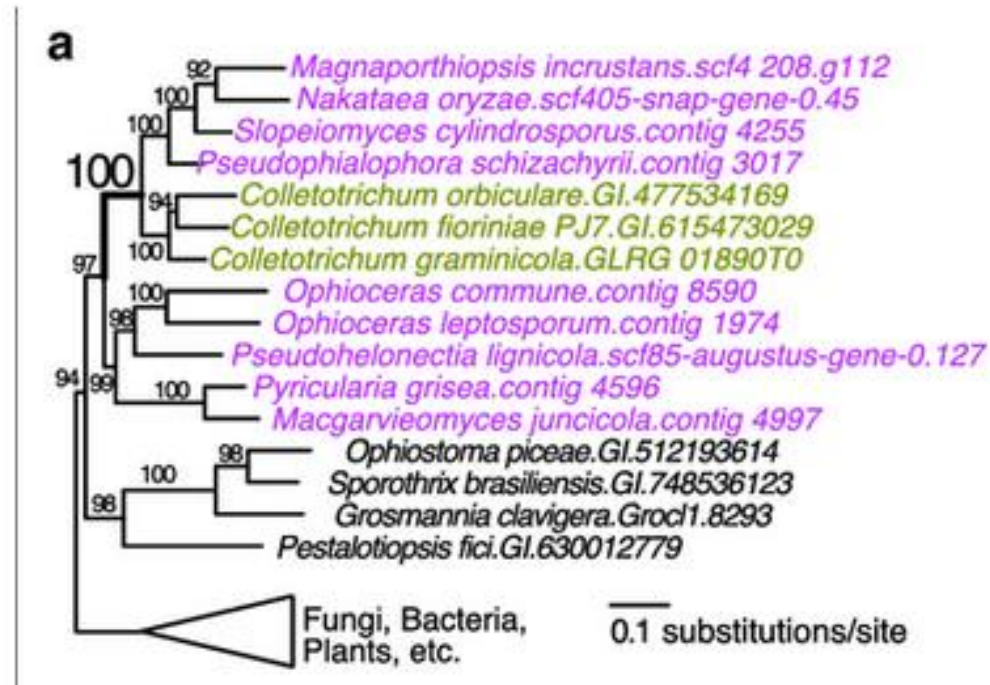 a
92
Magnaporthiopsis incrustans.scf4 208.g112
Nakataea oryzae.scf405-snap-gene-0.45
100
Slopeiomyces cylindrosporus.contig 4255
100
Pseudophialophora schizachyrii.contig 3017
100
Colletotrichum orbiculare.GI.477534169
94
Colletotrichum fioriniae PJ7.GI.615473029
100
Colletotrichum graminicola.GLRG 01890T0
97
100
Ophioceras commune.contig 8590
98
Ophioceras leptosporum.contig 1974
Pseudohelonectia lignicola.scf85-augustus-gene-0.127
94
99
100
Pyricularia grisea.contig 4596
Macgarvieomyces juncicola.contig 4997
98
Ophiostoma piceae.GI.512193614
100
Sporothrix brasiliensis.GI.748536123
98
Grosmannia clavigera.Grocl1.8293
Pestalotiopsis fici.GI.630012779
Fungi, Bacteria,
Plants, etc.
0.1 substitutions/site